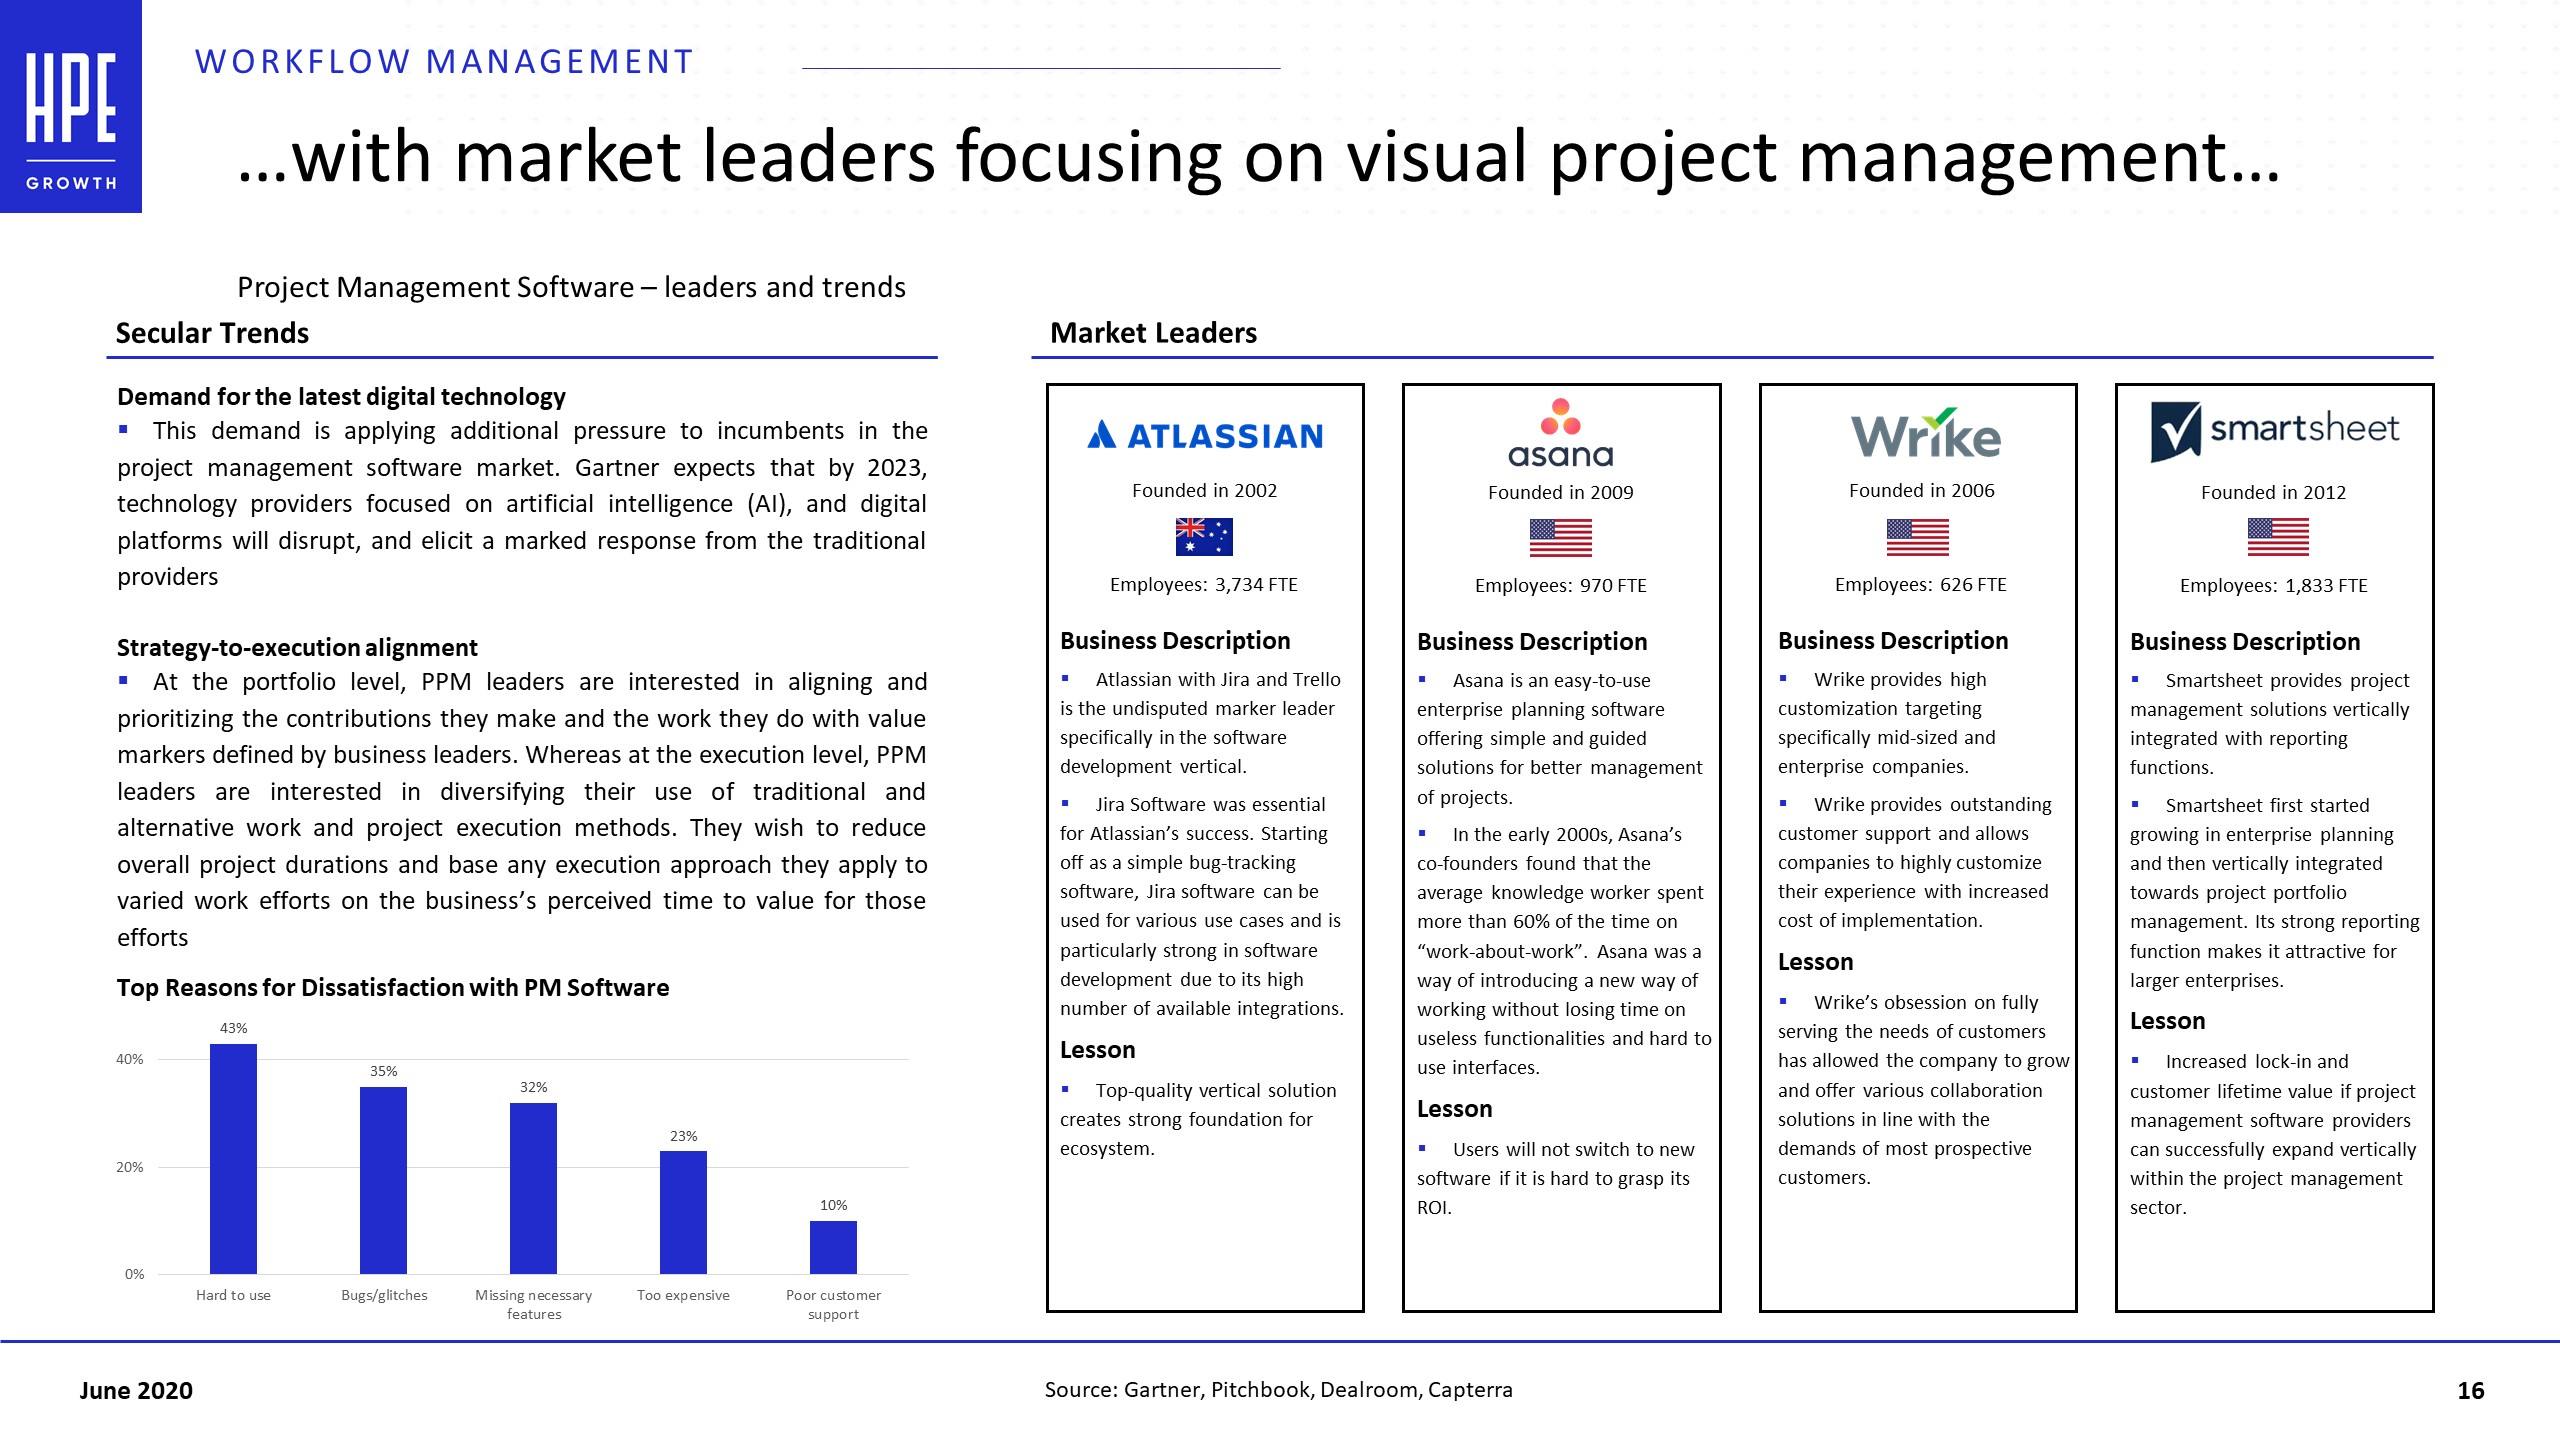 HPE
GROWTH
WORKFLOW MANAGEMENT
…with market leaders focusing on visual project management…
Project Management Software – leaders and trends
Secular Trends
Demand for the latest digital technology
▪ This demand is applying additional pressure to incumbents in the
project management software market. Gartner expects that by 2023,
technology providers focused on artificial intelligence (AI), and digital
platforms will disrupt, and elicit a marked response from the traditional
providers
Strategy-to-execution alignment
▪ At the portfolio level, PPM leaders are interested in aligning and
prioritizing the contributions they make and the work they do with value
markers defined by business leaders. Whereas at the execution level, PPM
leaders are interested in diversifying their use of traditional and
alternative work and project execution methods. They wish to reduce
overall project durations and base any execution approach they apply to
varied work efforts on the business’s perceived time to value for those
efforts
Top Reasons for Dissatisfaction with PM Software
43%
35%
32%
23%
10%
40%
20%
0%
Hard to use
Bugs/glitches
Missing necessary
features
Too expensive
Poor customer
support
Market Leaders
ATLASSIAN
Founded in 2002
Employees: 3,734 FTE
Business Description
▪ Atlassian with Jira and Trello
is the undisputed marker leader
specifically in the software
development vertical.
▪ Jira Software was essential
for Atlassian’s success. Starting
off as a simple bug-tracking
software, Jira software can be
used for various use cases and is
particularly strong in software
development due to its high
number of available integrations.
Lesson
▪ Top-quality vertical solution
creates strong foundation for
ecosystem.
asana
Founded in 2009
Employees: 970 FTE
Business Description
▪ Asana is an easy-to-use
enterprise planning software
offering simple and guided
solutions for better management
of projects.
▪ In the early 2000s, Asana’s
co-founders found that the
average knowledge worker spent
more than 60% of the time on
“work-about-work”. Asana was a
way of introducing a new way of
working without losing time on
useless functionalities and hard to
use interfaces.
Lesson
▪ Users will not switch to new
software if it is hard to grasp its
ROI.
Wrike
Founded in 2006
Employees: 626 FTE
Business Description
▪ Wrike provides high
customization targeting
specifically mid-sized and
enterprise companies.
▪ Wrike provides outstanding
customer support and allows
companies to highly customize
their experience with increased
cost of implementation.
Lesson
▪ Wrike’s obsession on fully
serving the needs of customers
has allowed the company to grow
and offer various collaboration
solutions in line with the
demands of most prospective
customers.
smartsheet
Founded in 2012
Employees: 1,833 FTE
Business Description
▪ Smartsheet provides project
management solutions vertically
integrated with reporting
functions.
▪ Smartsheet first started
growing in enterprise planning
and then vertically integrated
towards project portfolio
management. Its strong reporting
function makes it attractive for
larger enterprises.
Lesson
▪ Increased lock-in and
customer lifetime value if project
management software providers
can successfully expand vertically
within the project management
sector.
June 2020
Source: Gartner, Pitchbook, Dealroom, Capterra
16